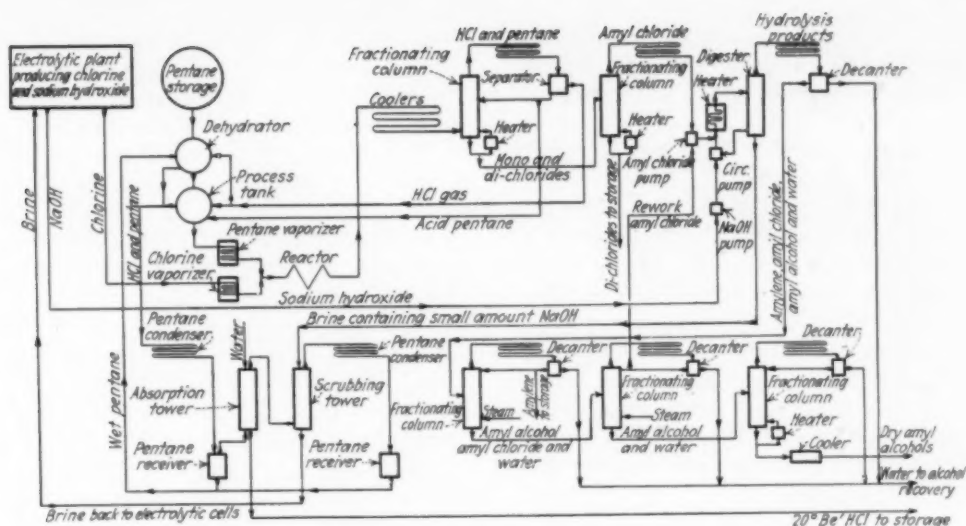 Electrolytic plant
producing chlorine
and sodium hydroxide
Pentane
storage
Dehydrator
Process
tank
Coolers
Fractionating
column
HCl and pentane
Separator
Heater
Mono and
di-chlorides
Amyl chloride
Fractionating
column
Heater
Amyl chloride
pump
Digester
Heater
Hydrolysis
products
Decanter
Circ.
pump
NaOH
pump
HCl gas
Acid pentane
Rework
amyl chloride
Di-chlorides to storage
Amylene, amyl chloride,
amyl alcohol and water
Brine
NaOH
Chlorine
HCl and pentane
Pentane vaporizer
Chlorine
vaporizer
Reactor
Sodium hydroxide
Brine containing small amount NaOH
Pentane
condenser
Water
Pentane
condenser
Absorption
tower
Scrubbing
tower
Wet pentane
Pentane
receiver
Pentane
receiver
Decanter
Fractionating
column
Steam
Amylene
to storage
Amyl alcohol
amyl chloride and
water
Decanter
Fractionating
column
Steam
Amyl alcohol
and water
Decanter
Fractionating
column
Heater
Cooler
Dry amyl
alcohols
Water to alcohol
recovery
Brine back to electrolytic cells
20° Be' HCl to storage